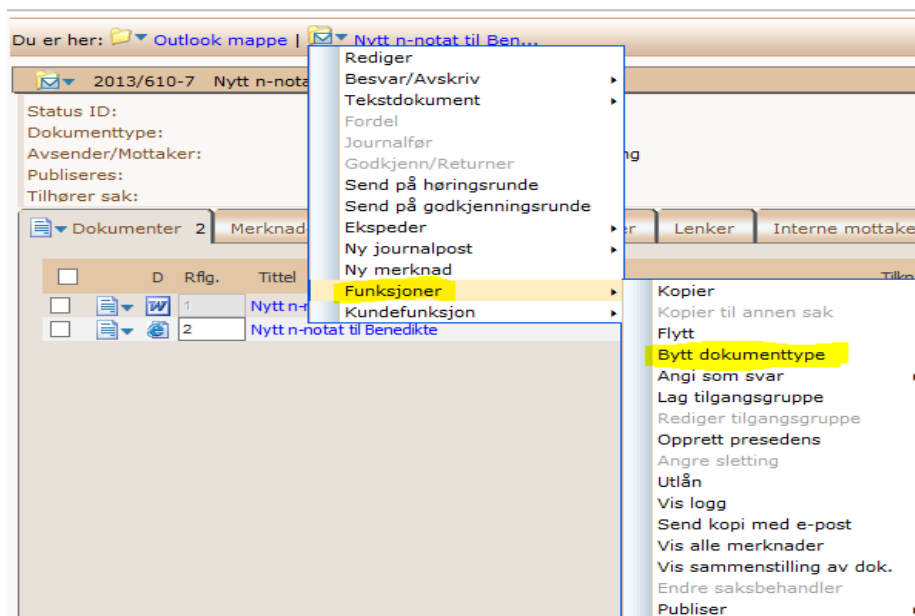 Du er her: Outlook mappe | Nytt n-notat til Ben...
2013/610-7 Nytt n-nota
Status ID:
Dokumenttype:
Avsender/Mottaker: ng
Publiseres:
Tilhører sak:
Dokumenter 2 Merknad er Lenker Interne mottake
D Rflg. Tittel Tilkn
1 Nytt n-n
2 Nytt n-notat til Benedikte
Rediger
Besvar/Avskriv
Tekstdokument
Fordel
Journalfør
Godkjenn/Returner
Send på høringsrunde
Send på godkjenningsrunde
Ekspeder
Ny journalpost
Ny merknad
Funksjoner
Kundefunksjon
Kopier
Kopier til annen sak
Flytt
Bytt dokumenttype
Angi som svar
Lag tilgangsgruppe
Rediger tilgangsgruppe
Opprett presedens
Angre sletting
Utlån
Vis logg
Send kopi med e-post
Vis alle merknader
Vis sammenstilling av dok.
Endre saksbehandler
Publiser